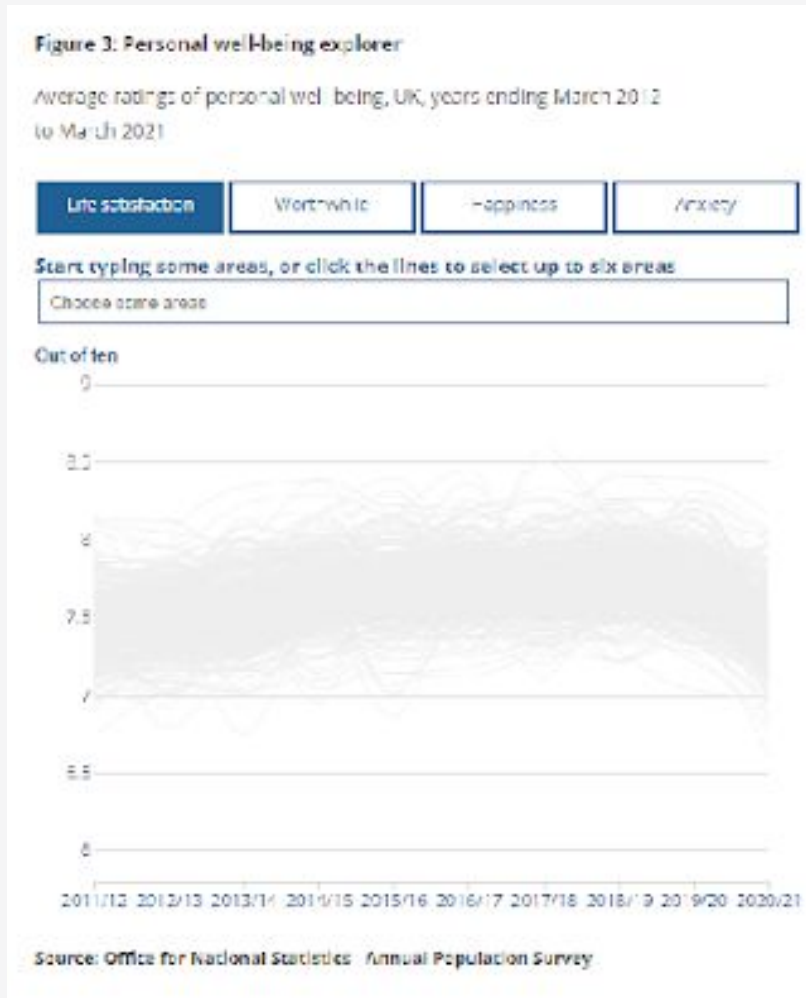 Figure 3: Personal well-being explorer
Average ratings of personal well-being, UK, years ending March 2012
to March 2021
Life satisfaction
Worthwhile
Happiness
Anxiety
Start typing some areas, or click the lines to select up to six areas
Choose some areas
Out of ten
9
8.5
8
7.5
7
6.5
6
2011/12 2012/13 2013/14 2014/15 2015/16 2016/17 2017/18 2018/19 2019/20 2020/21
Source: Office for National Statistics - Annual Population Survey